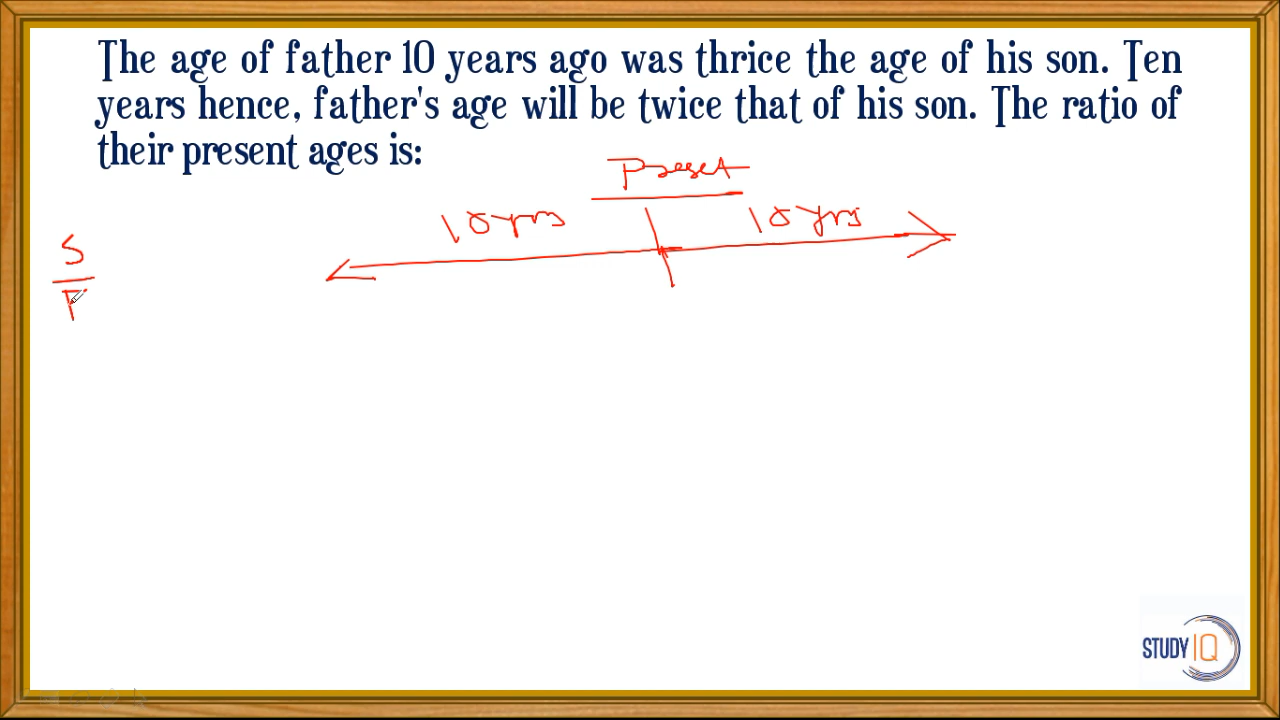 The age of father 10 years ago was thrice the age of his son. Ten
years hence, father's age will be twice that of his son. The ratio of
their present ages is:
Preset
10 yrs 10 yrs
S
F
STUDY IQ